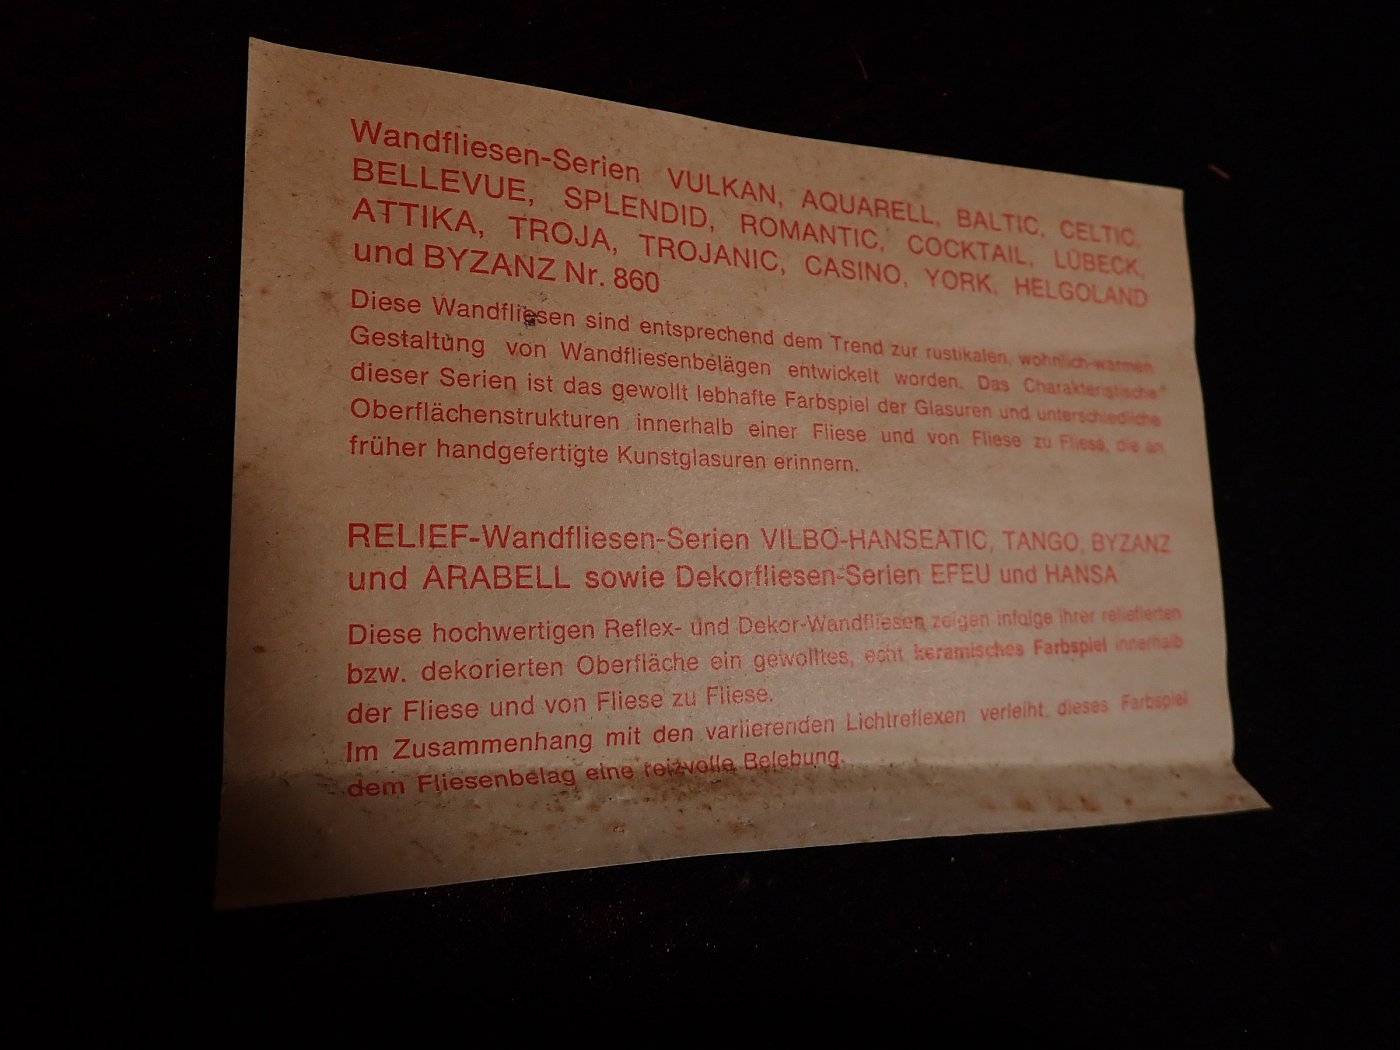 Wandfliesen-Serien VULKAN, AQUARELL, BALTIC, CELTIC,
BELLEVUE, SPLENDID, ROMANTIC, COCKTAIL, LÜBECK,
ATTIKA, TROJA, TROJANIC, CASINO, YORK, HELGOLAND
und BYZANZ Nr. 860
Diese Wandfliesen sind entsprechend dem Trend zur rustikalen, wohnlich-warmen
Gestaltung von Wandfliesenbelägen entwickelt worden. Das Charakteristische
dieser Serien ist das gewollt lebhafte Farbspiel der Glasuren und unterschiedliche
Oberflächenstrukturen innerhalb einer Fliese und von Fliese zu Fliese, die an
früher handgefertigte Kunstglasuren erinnern.
RELIEF-Wandfliesen-Serien VILBO-HANSEATIC, TANGO, BYZANZ
und ARABELL sowie Dekorfliesen-Serien EFEU und HANSA
Diese hochwertigen Reflex- und Dekor-Wandfliesen zeigen infolge ihrer reliefierten
bzw. dekorierten Oberfläche ein gewolltes, echt keramisches Farbspiel innerhalb
der Fliese und von Fliese zu Fliese.
Im Zusammenhang mit den variierenden Lichtreflexen verleiht dieses Farbspiel
dem Fliesenbelag eine reizvolle Belebung.